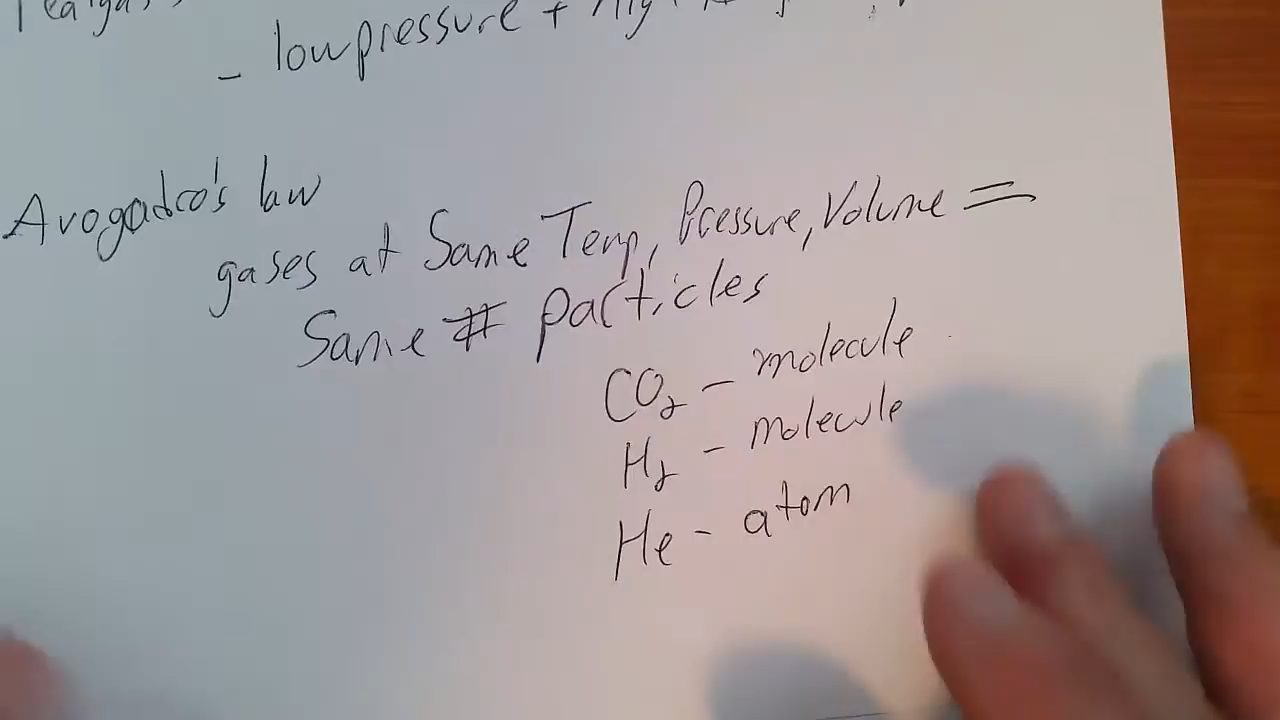 - low pressure +
Avogadro's law
gases at Same Temp, Pressure, Volume =
Same # particles
CO₂ - molecule
H₂ - molecule
He - atom